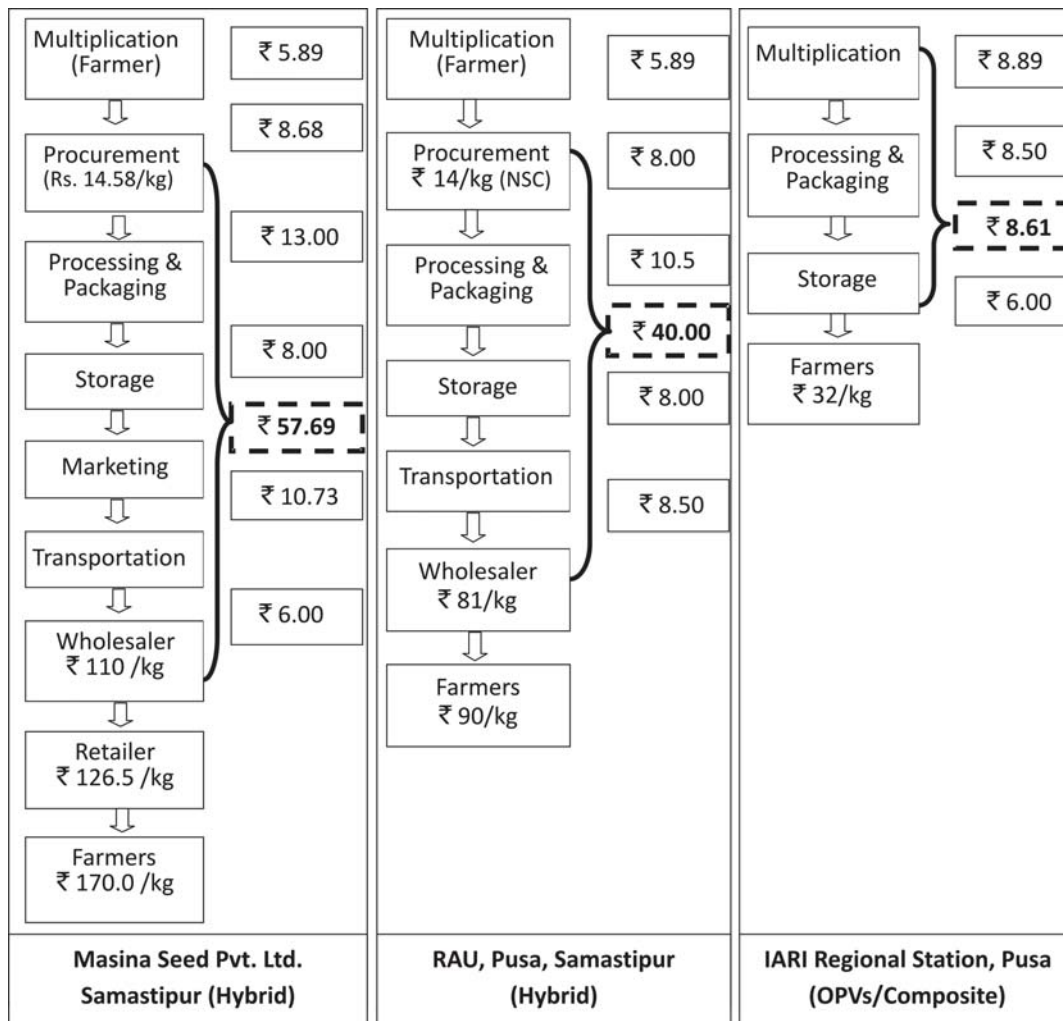 Multiplication
(Farmer)
₹ 5.89
₹ 8.68
Procurement
(Rs. 14.58/kg)
₹ 13.00
Processing &
Packaging
₹ 8.00
Storage
₹ 57.69
Marketing
₹ 10.73
Transportation
₹ 6.00
Wholesaler
₹ 110 /kg
Retailer
₹ 126.5 /kg
Farmers
₹ 170.0 /kg
Masina Seed Pvt. Ltd.
Samastipur (Hybrid)
Multiplication
(Farmer)
₹ 5.89
Procurement
₹ 14/kg (NSC)
₹ 8.00
₹ 10.5
Processing &
Packaging
₹ 40.00
Storage
₹ 8.00
Transportation
₹ 8.50
Wholesaler
₹ 81/kg
Farmers
₹ 90/kg
RAU, Pusa, Samastipur
(Hybrid)
Multiplication
₹ 8.89
Processing &
Packaging
₹ 8.50
₹ 8.61
Storage
₹ 6.00
Farmers
₹ 32/kg
IARI Regional Station, Pusa
(OPVs/Composite)